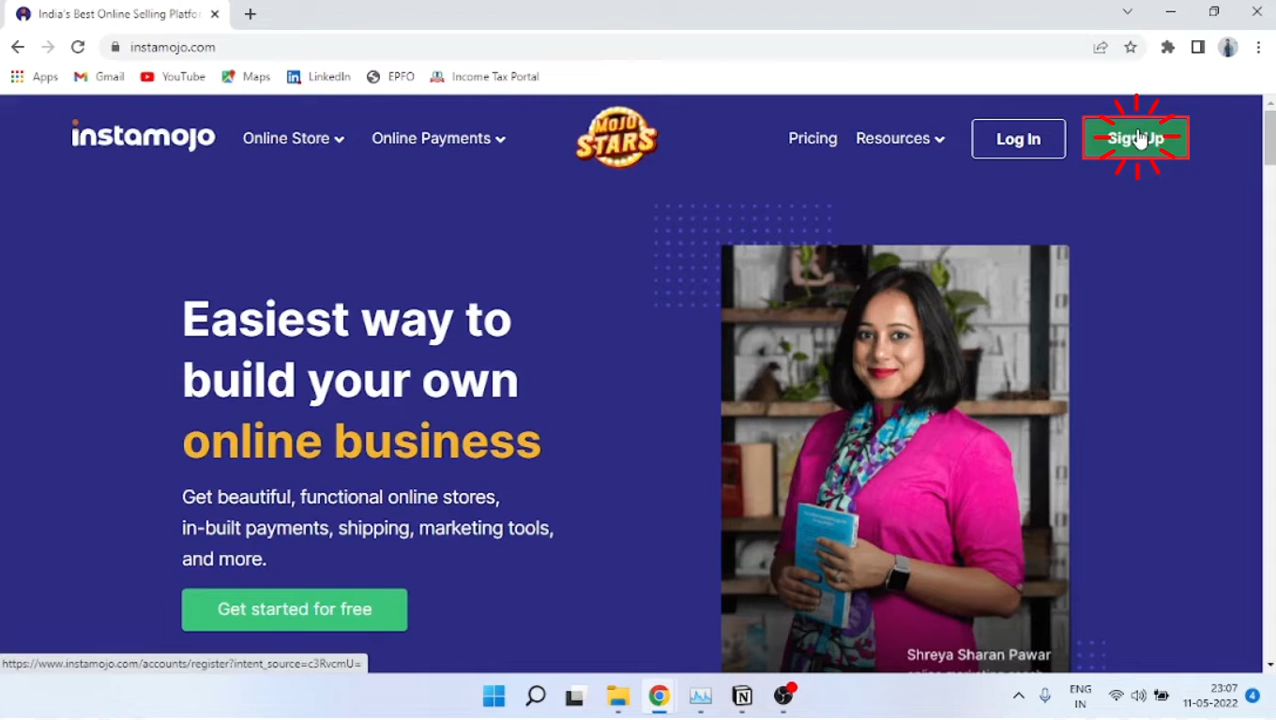 India's Best Online Selling Platfo
instamojo.com
Apps
Gmail
YouTube
Maps
LinkedIn
EPFO
Income Tax Portal
instamojo
Online Store
Online Payments
MOJO
STARS
Pricing
Resources
Log In
Sign Up
Easiest way to
build your own
online business
Get beautiful, functional online stores,
in-built payments, shipping, marketing tools,
and more.
Get started for free
Shreya Sharan Pawar
https://www.instamojo.com/accounts/register?intent_source=c3RvcmU=
ENG
IN
23:07
11-05-2022
4